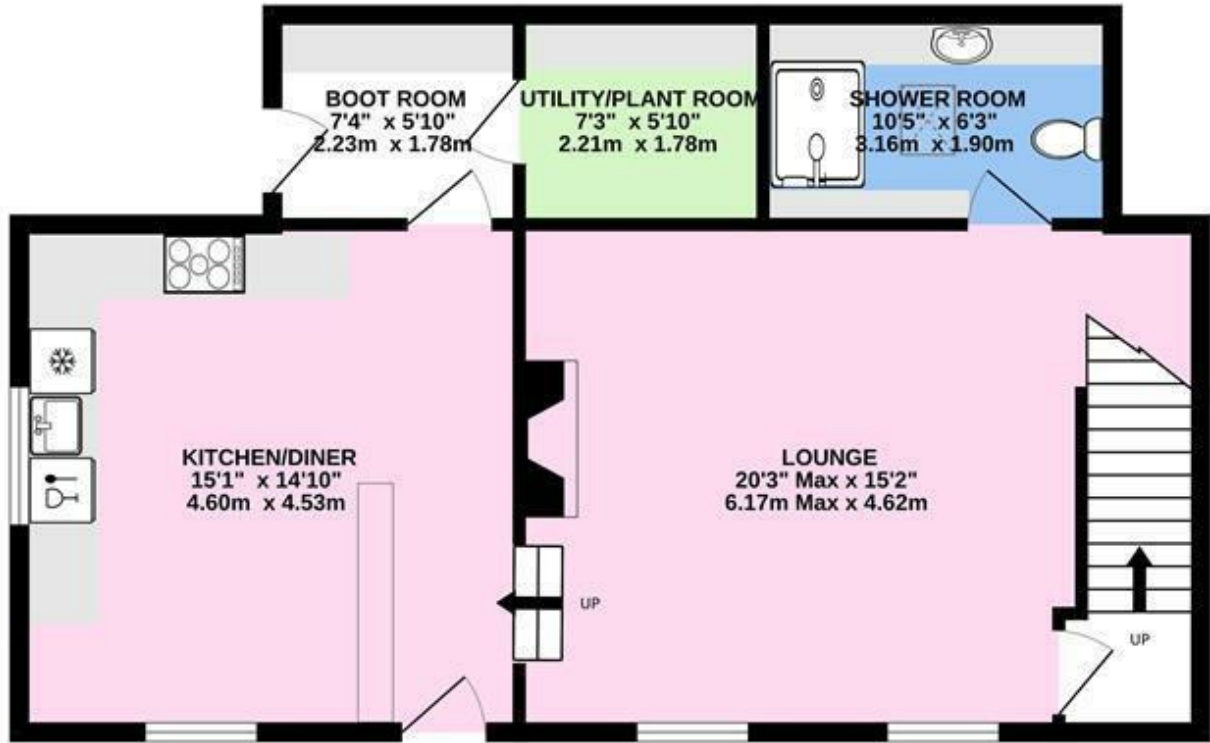 BOOT ROOM
7'4" x 5'10"
2.23m x 1.78m
UTILITY/PLANT ROOM
7'3" x 5'10"
2.21m x 1.78m
SHOWER ROOM
10'5" x 6'3"
3.16m x 1.90m
KITCHEN/DINER
15'1" x 14'10"
4.60m x 4.53m
LOUNGE
20'3" Max x 15'2"
6.17m Max x 4.62m
UP
UP